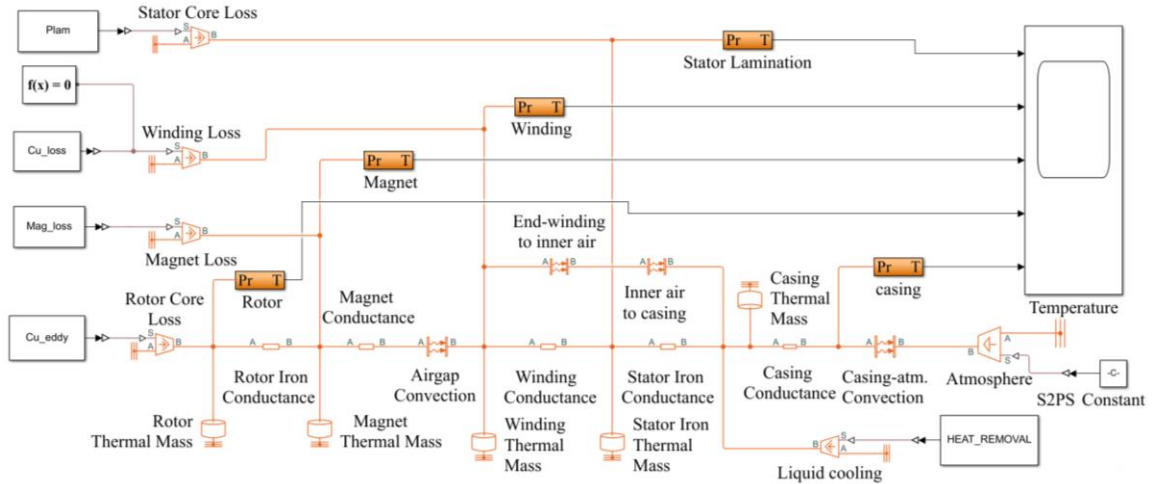 Stator Core Loss
Plam
S
A
B
Pr T
Stator Lamination
f(x) = 0
Winding Loss
Pr T
Winding
Cu_loss
S
A
B
Pr T
Magnet
Mag_loss
S
A
B
Magnet Loss
End-winding
to inner air
A
B
A
B
Inner air
to casing
Pr T
Rotor
Casing
Thermal
Mass
Pr T
casing
Temperature
Rotor Core
Loss
Magnet
Conductance
Cu_eddy
S
A
B
A
B
A
B
A
B
A
B
A
B
A
B
A
B
B
A
S
-C-
Rotor Iron
Conductance
Airgap
Convection
Winding
Conductance
Stator Iron
Conductance
Casing
Conductance
Casing-atm.
Convection
Atmosphere
S2PS Constant
Rotor
Thermal Mass
Magnet
Thermal Mass
Winding
Thermal
Mass
Stator Iron
Thermal
Mass
B
S
A
Liquid cooling
HEAT_REMOVAL